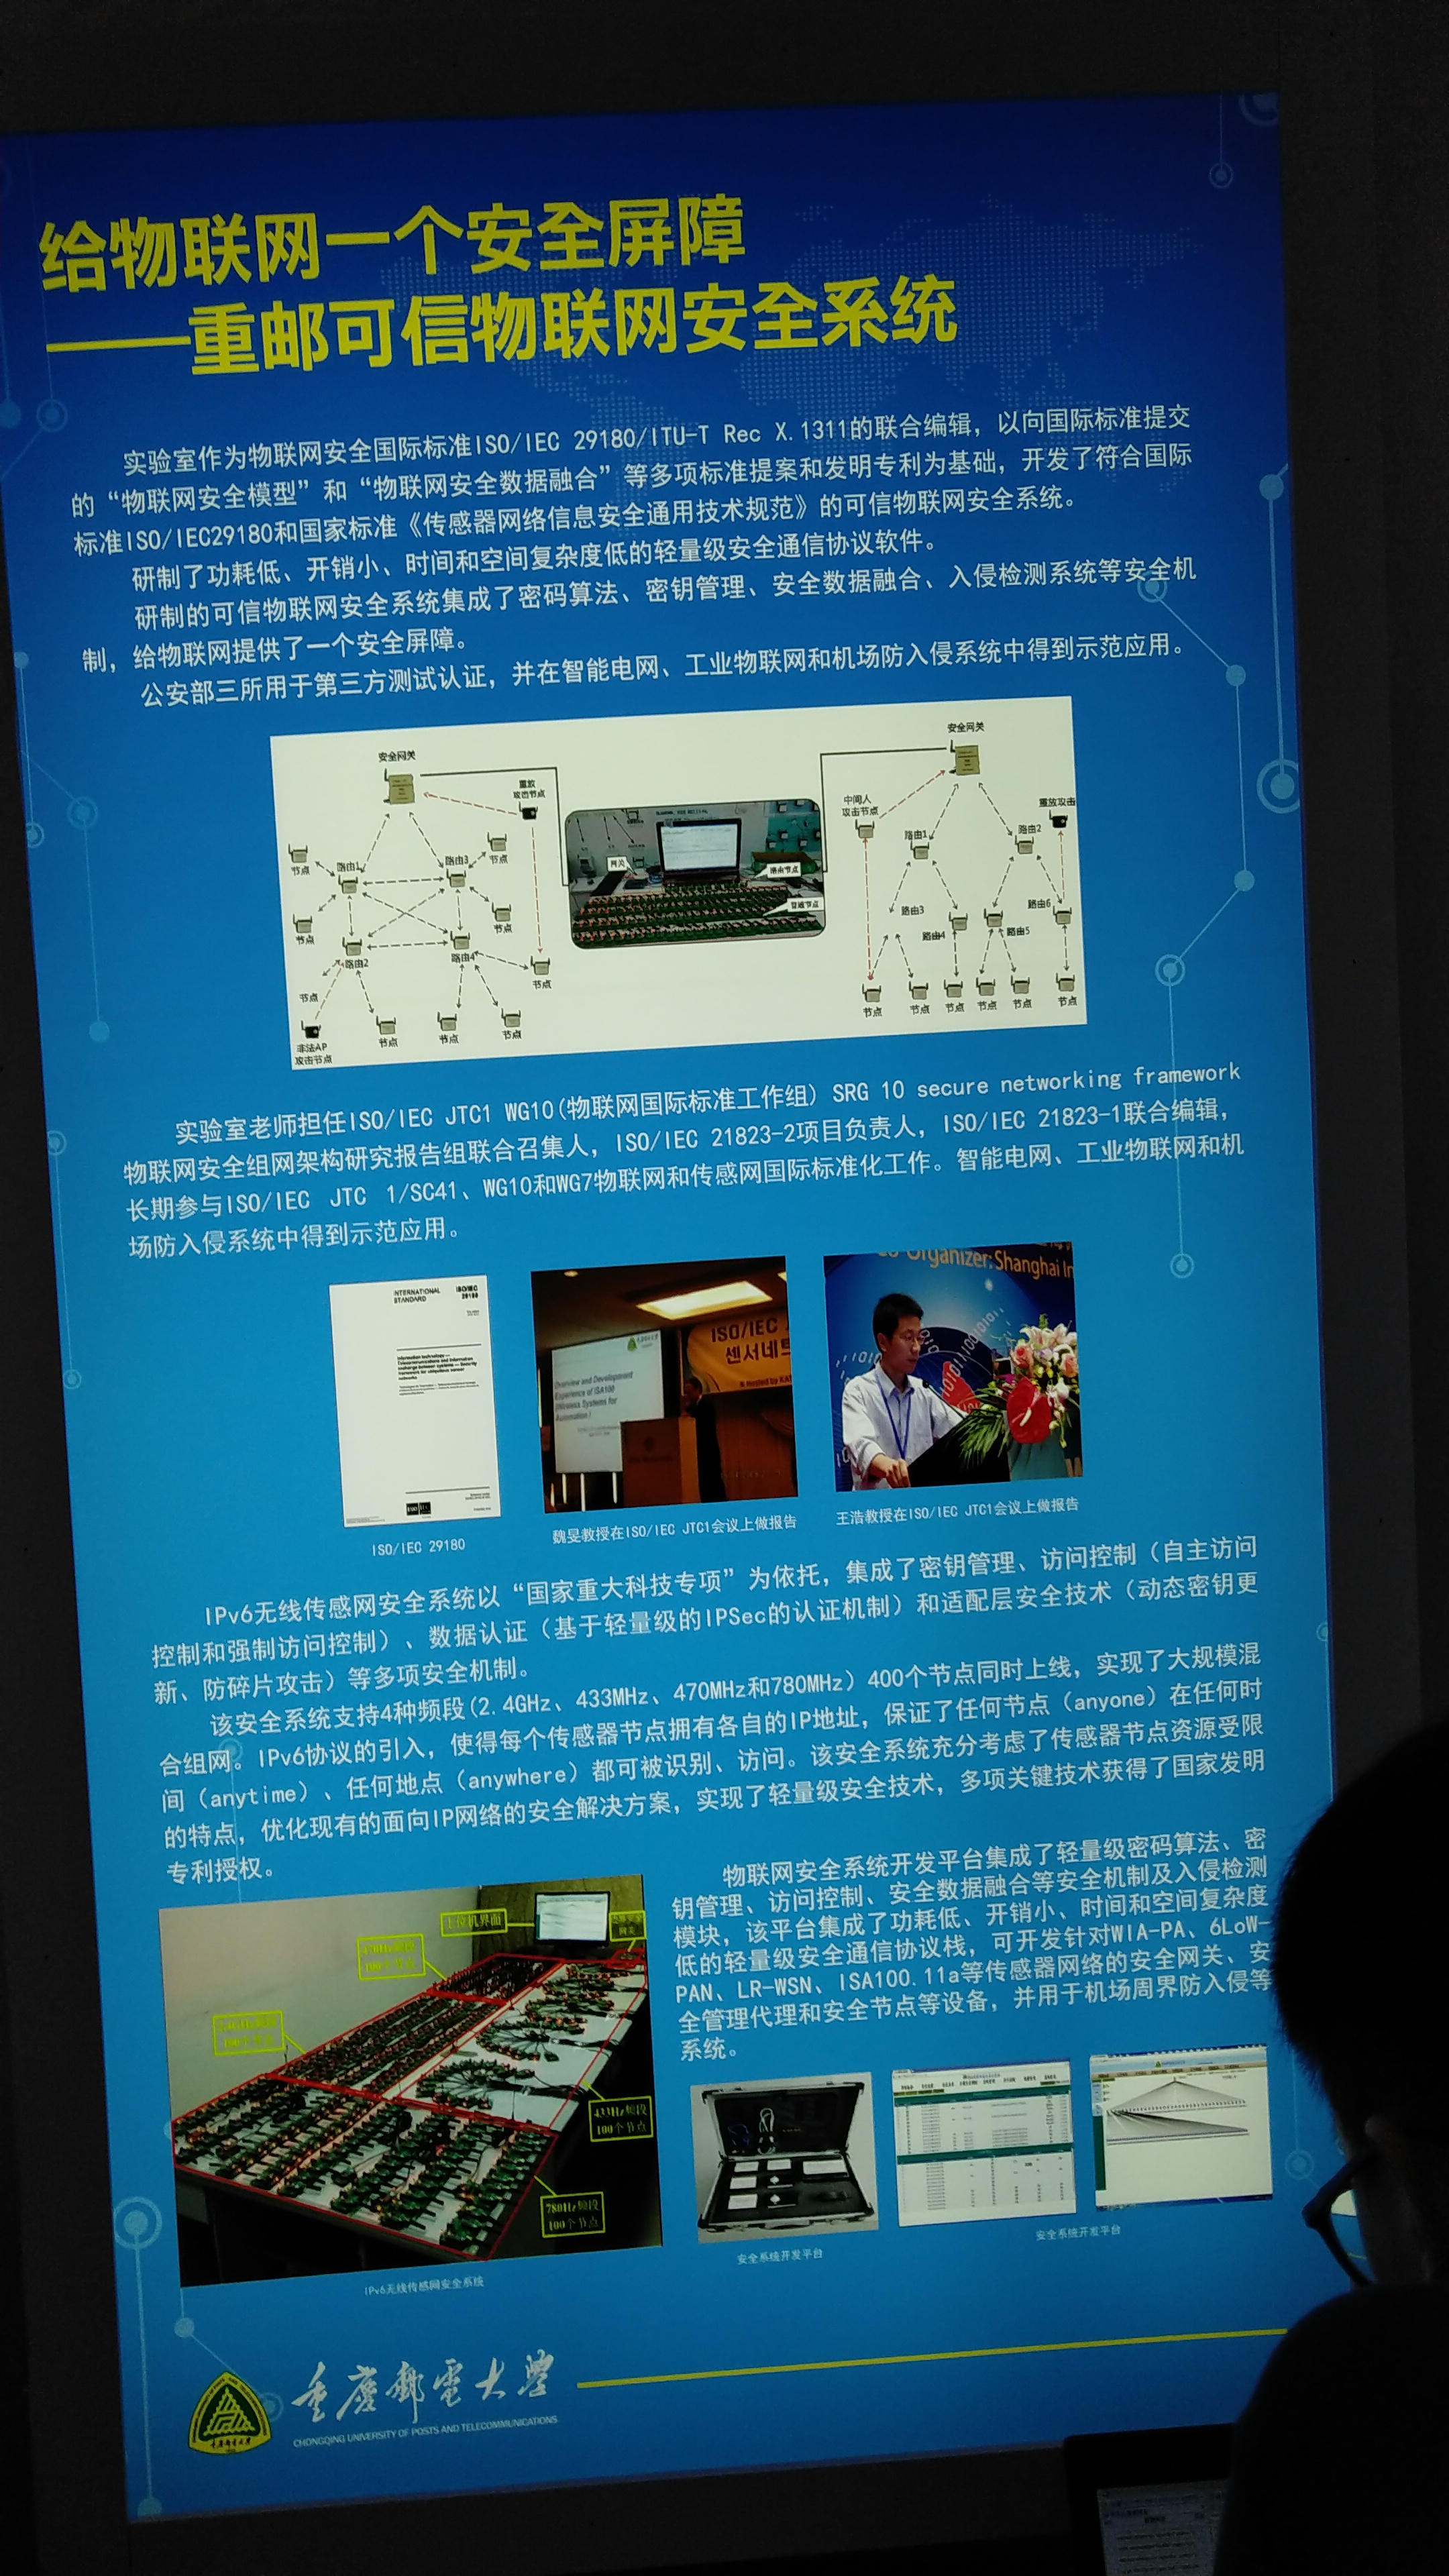 给物联网一个安全屏障
——重邮可信物联网安全系统
实验室作为物联网安全国际标准ISO/IEC 29180/ITU-T Rec X.1311的联合编辑，以向国际标准提交
的“物联网安全模型”和“物联网安全数据融合”等多项标准提案和发明专利为基础，开发了符合国际
标准ISO/IEC29180和国家标准《传感器网络信息安全通用技术规范》的可信物联网安全系统。
研制了功耗低、开销小、时间和空间复杂度低的轻量级安全通信协议软件。
研制的可信物联网安全系统集成了密码算法、密钥管理、安全数据融合、入侵检测系统等安全机
制，给物联网提供了一个安全屏障。
公安部三所用于第三方测试认证，并在智能电网、工业物联网和机场防入侵系统中得到示范应用。
安全网关
重放
攻击节点
节点
路由1
路由3
节点
节点
节点
路由2
路由4
节点
节点
非法AP
攻击节点
节点
节点
节点
网关
路由节点
普通节点
安全网关
中间人
攻击节点
重放攻击
路由1
路由2
路由3
路由4
路由5
路由6
节点
节点
节点
节点
节点
节点
实验室老师担任ISO/IEC JTC1 WG10(物联网国际标准工作组) SRG 10 secure networking framework
物联网安全组网架构研究报告组联合召集人，ISO/IEC 21823-2项目负责人，ISO/IEC 21823-1联合编辑，
长期参与ISO/IEC JTC 1/SC41、WG10和WG7物联网和传感网国际标准化工作。智能电网、工业物联网和机
场防入侵系统中得到示范应用。
INTERNATIONAL
STANDARD
ISO/IEC
29180
Information technology —
Telecommunications and information
exchange between systems — Security
framework for ubiquitous sensor
networks
Overview and Development
Experience of ISA100
Wireless Systems for
Automation
ISO/IEC
센서네트
Organizer: Shanghai In
ISO/IEC 29180
魏旻教授在ISO/IEC JTC1会议上做报告
王浩教授在ISO/IEC JTC1会议上做报告
IPv6无线传感网安全系统以“国家重大科技专项”为依托，集成了密钥管理、访问控制（自主访问
控制和强制访问控制）、数据认证（基于轻量级的IPSec的认证机制）和适配层安全技术（动态密钥更
新、防碎片攻击）等多项安全机制。
该安全系统支持4种频段(2.4GHz、433MHz、470MHz和780MHz）400个节点同时上线，实现了大规模混
合组网。IPv6协议的引入，使得每个传感器节点拥有各自的IP地址，保证了任何节点（anyone）在任何时
间（anytime）、任何地点（anywhere）都可被识别、访问。该安全系统充分考虑了传感器节点资源受限
的特点，优化现有的面向IP网络的安全解决方案，实现了轻量级安全技术，多项关键技术获得了国家发明
专利授权。
物联网安全系统开发平台集成了轻量级密码算法、密
钥管理、访问控制、安全数据融合等安全机制及入侵检测
模块，该平台集成了功耗低、开销小、时间和空间复杂度
低的轻量级安全通信协议栈，可开发针对WIA-PA、6LoW-
PAN、LR-WSN、ISA100.11a等传感器网络的安全网关、安
全管理代理和安全节点等设备，并用于机场周界防入侵等
系统。
上位机界面
100个节点
433Hz频段
100个节点
780Hz频段
100个节点
IPv6无线传感网安全系统
安全系统开发平台
安全系统开发平台
重慶郵電大學
CHONGQING UNIVERSITY OF POSTS AND TELECOMMUNICATIONS